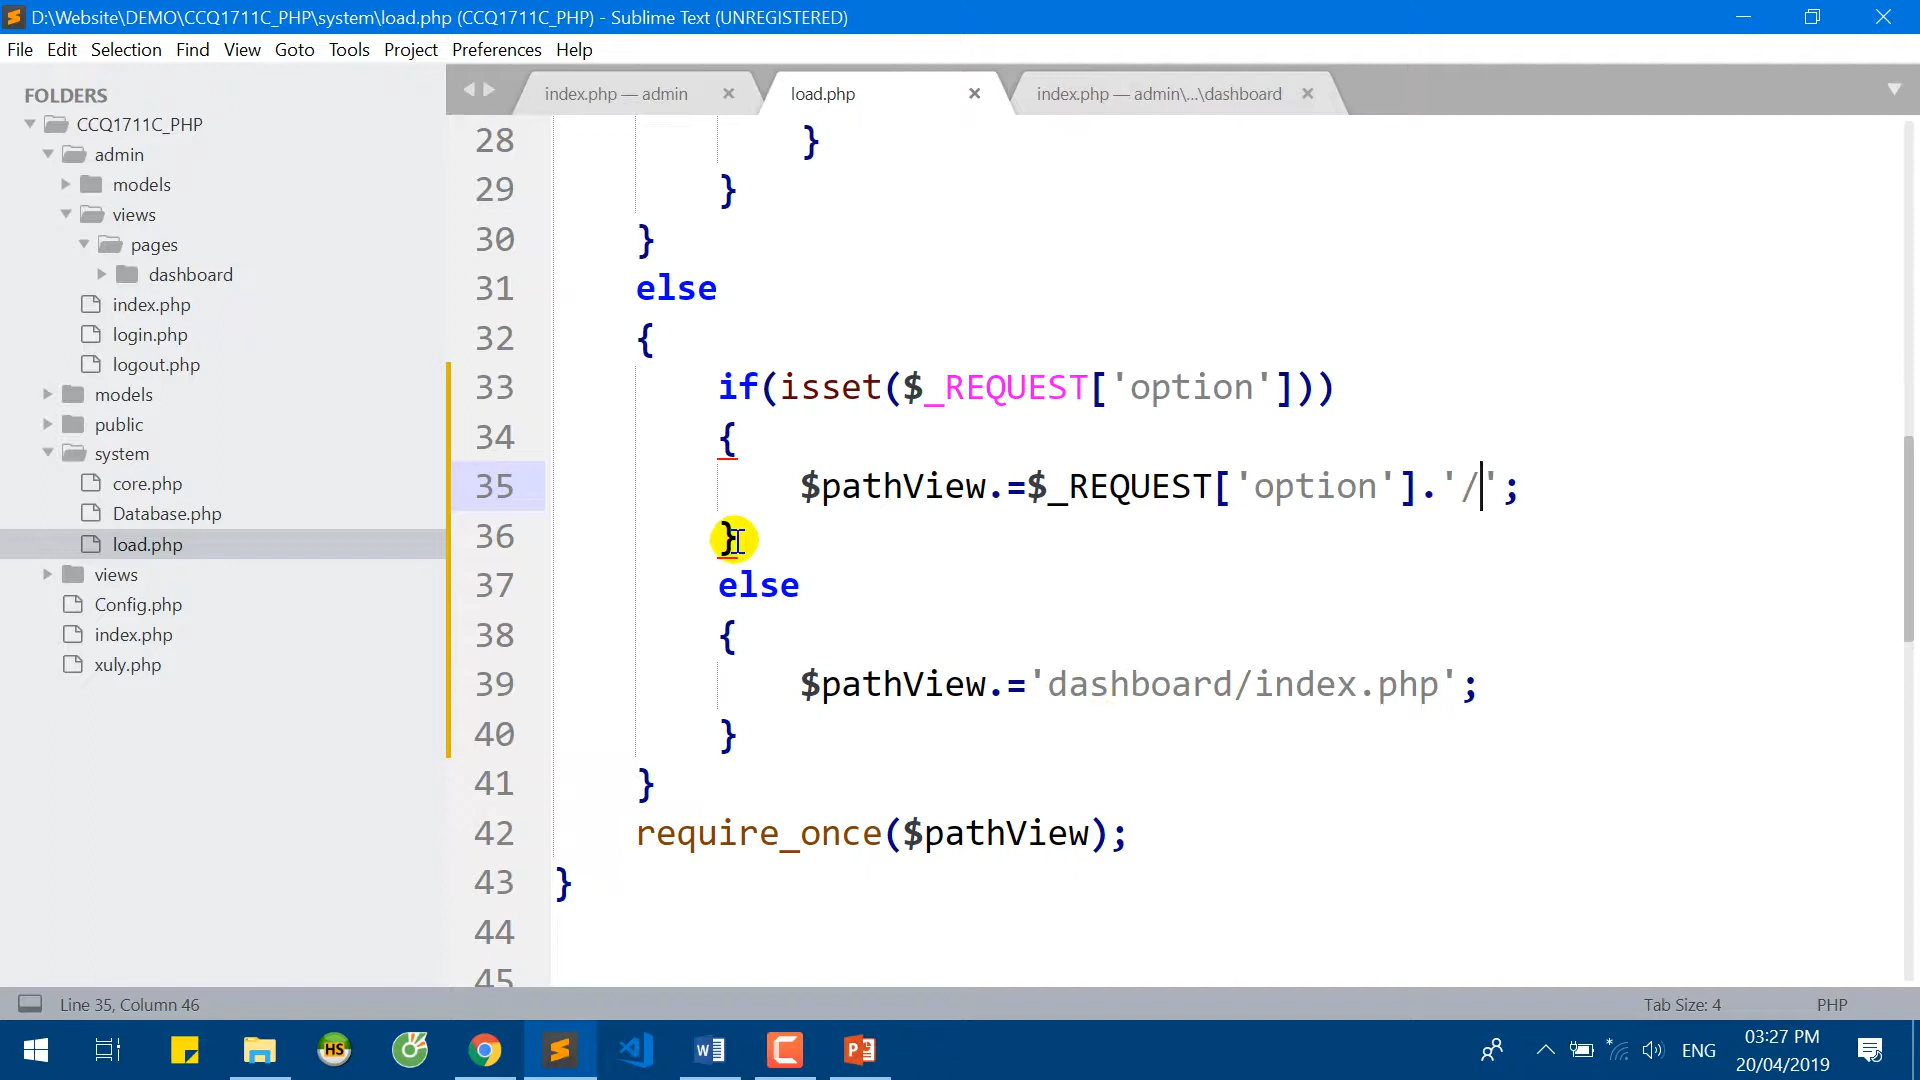 D:\Website\DEMO\CCQ1711C_PHP\system\load.php (CCQ1711C_PHP) - Sublime Text (UNREGISTERED)
File Edit Selection Find View Goto Tools Project Preferences Help
index.php — admin
load.php
index.php — admin\...\dashboard
FOLDERS
CCQ1711C_PHP
admin
models
views
pages
dashboard
index.php
login.php
logout.php
models
public
system
core.php
Database.php
load.php
views
Config.php
index.php
xuly.php
28 }
29 }
30 }
31 else
32 {
33 if(isset($_REQUEST['option']))
34 {
35 $pathView.=$_REQUEST['option'].'/';
36 }
37 else
38 {
39 $pathView.='dashboard/index.php';
40 }
41 }
42 require_once($pathView);
43 }
44
45
Line 35, Column 46
Tab Size: 4
PHP
HS
ENG
03:27 PM
20/04/2019